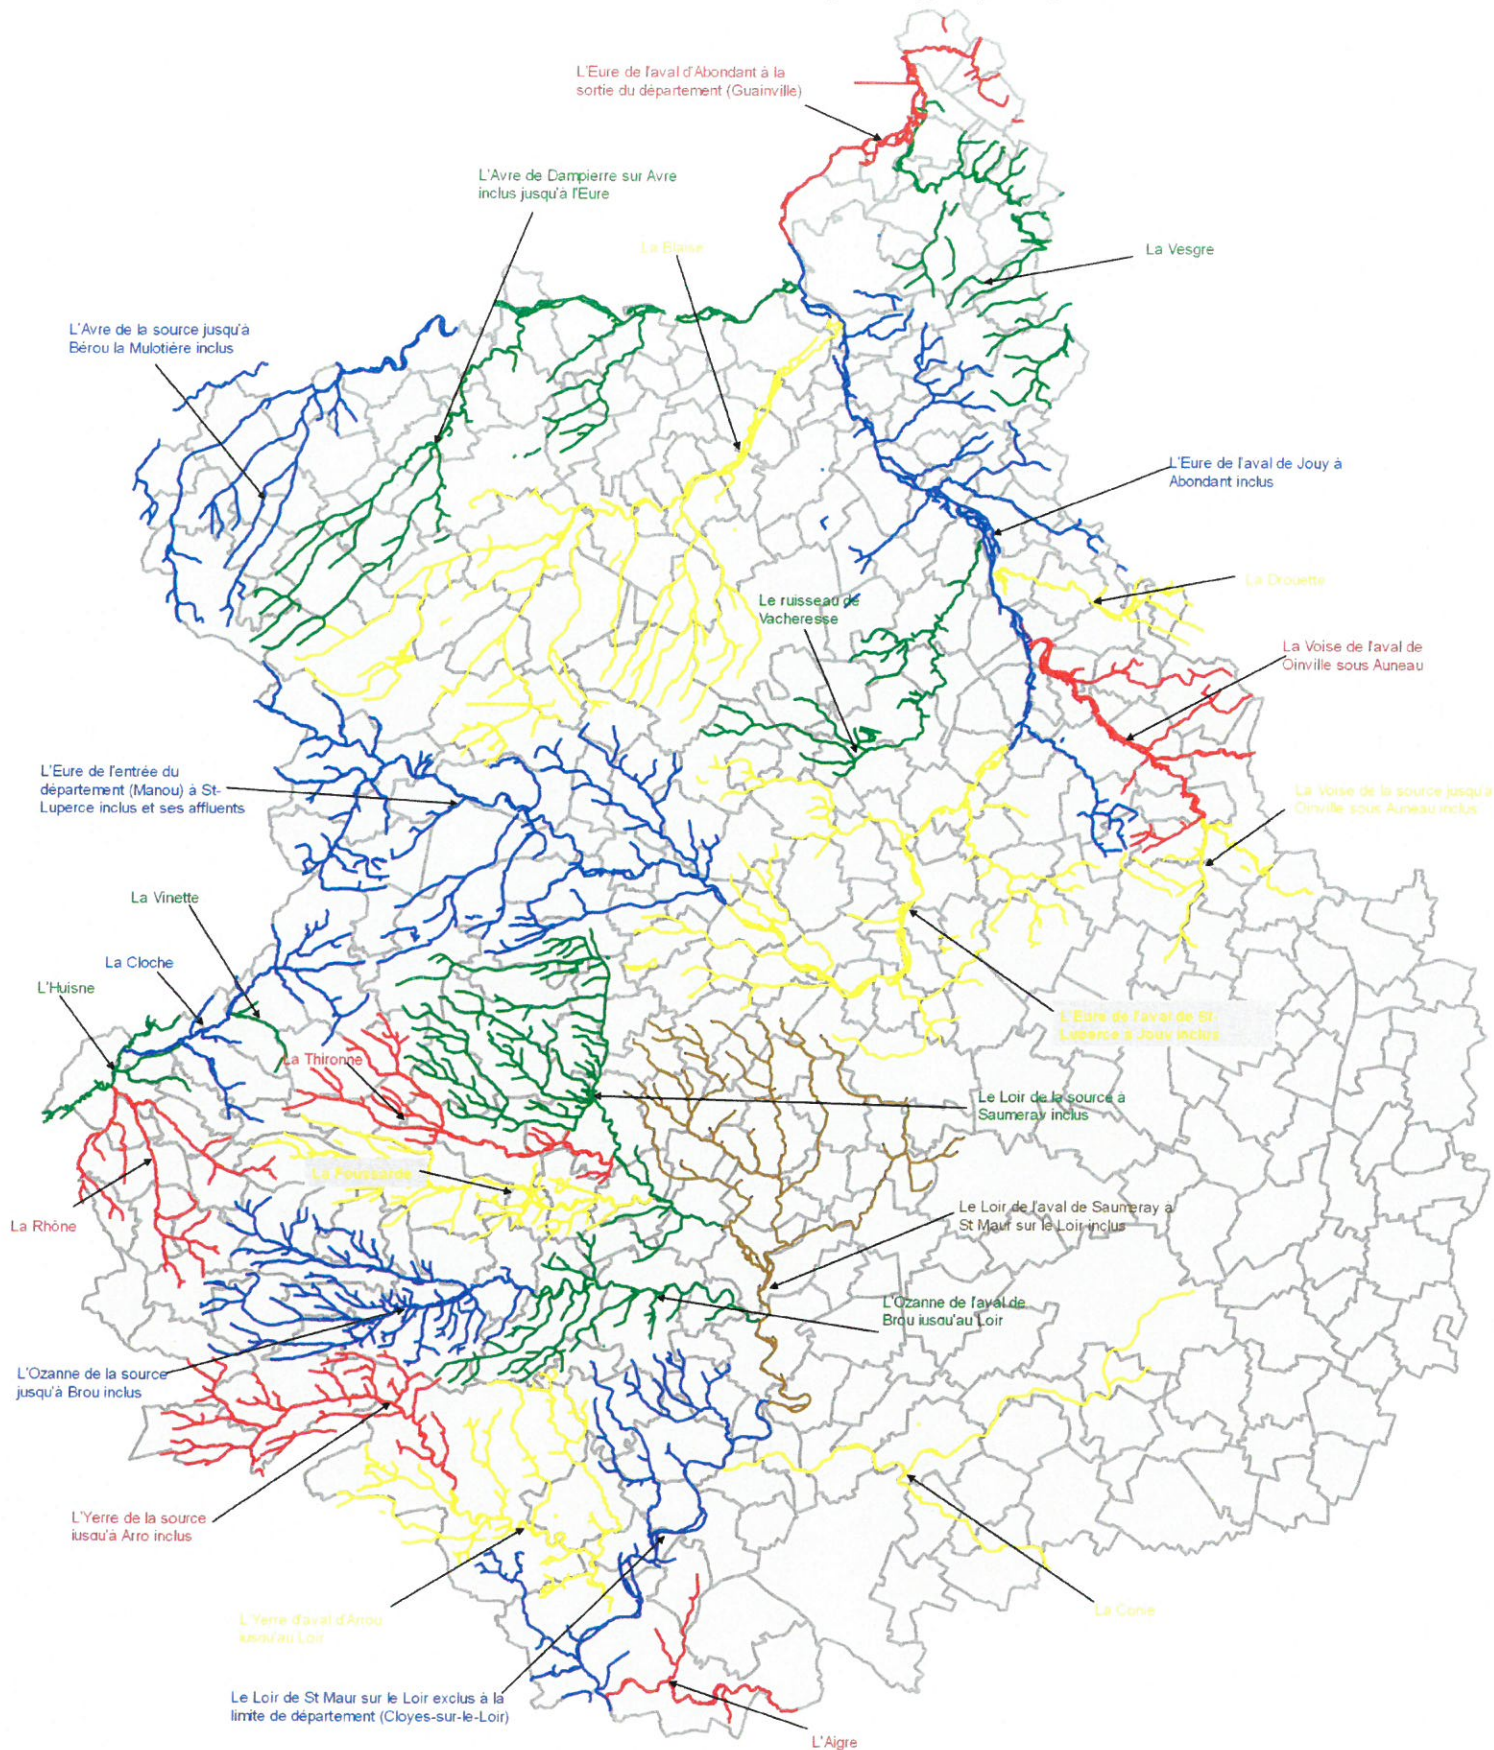 L'Eure de l'aval d'Abondant à la
sortie du département (Guainville)
L'Avre de Dampierre sur Avre
inclus jusqu'à l'Eure
La Blaise
La Vesgre
L'Avre de la source jusqu'à
Bérou la Mulotière inclus
L'Eure de l'aval de Jouy à
Abondant inclus
La Drouette
Le ruisseau de
Vacheresse
La Voise de l'aval de
Oinville sous Auneau
L'Eure de l'entrée du
département (Manou) à St-
Luperce inclus et ses affluents
La Voise de la source jusqu'à
Oinville sous Auneau inclus
La Vinette
La Cloche
L'Huisne
L'Eure de l'aval de St-
Luperce à Jouy inclus
La Thironne
Le Loir de la source à
Saumeray inclus
La Foussarde
La Rhône
Le Loir de l'aval de Saumeray à
St Maur sur le Loir inclus
L'Ozanne de l'aval de
Brou jusqu'au Loir
L'Ozanne de la source
jusqu'à Brou inclus
L'Yerre de la source
jusqu'à Arro inclus
L'Yerre d'aval d'Arrou
jusqu'au Loir
La Conie
Le Loir de St Maur sur le Loir exclus à la
limite de département (Cloyes-sur-le-Loir)
L'Aigre